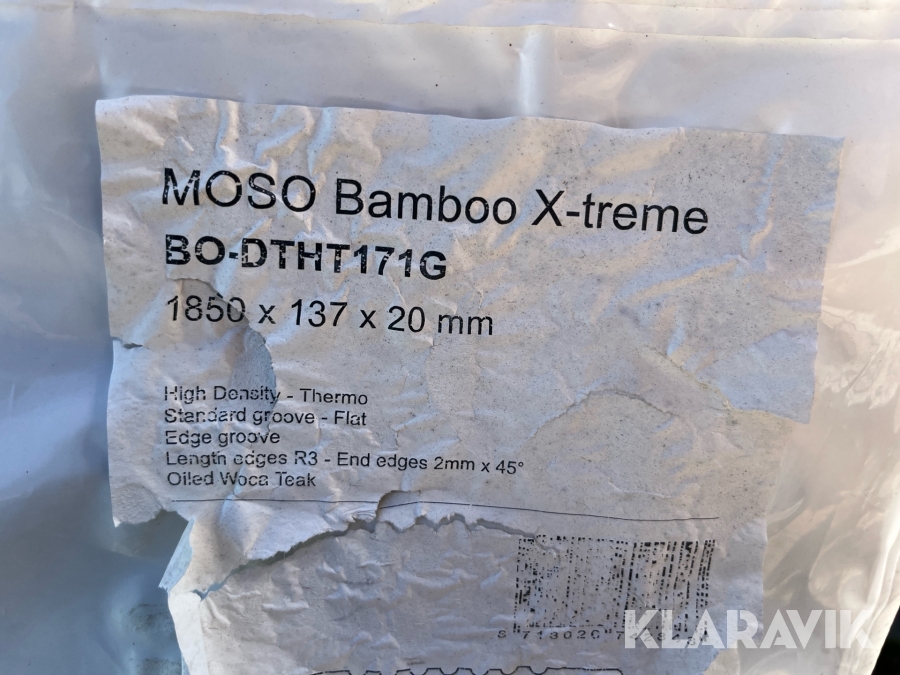 MOSO Bamboo X-treme
BO-DTHT171G
1850 x 137 x 20 mm
High Density - Thermo
Standard groove - Flat
Edge groove
Length edges R3 - End edges 2mm x 45°
Oiled Woca Teak
KLARAVIK